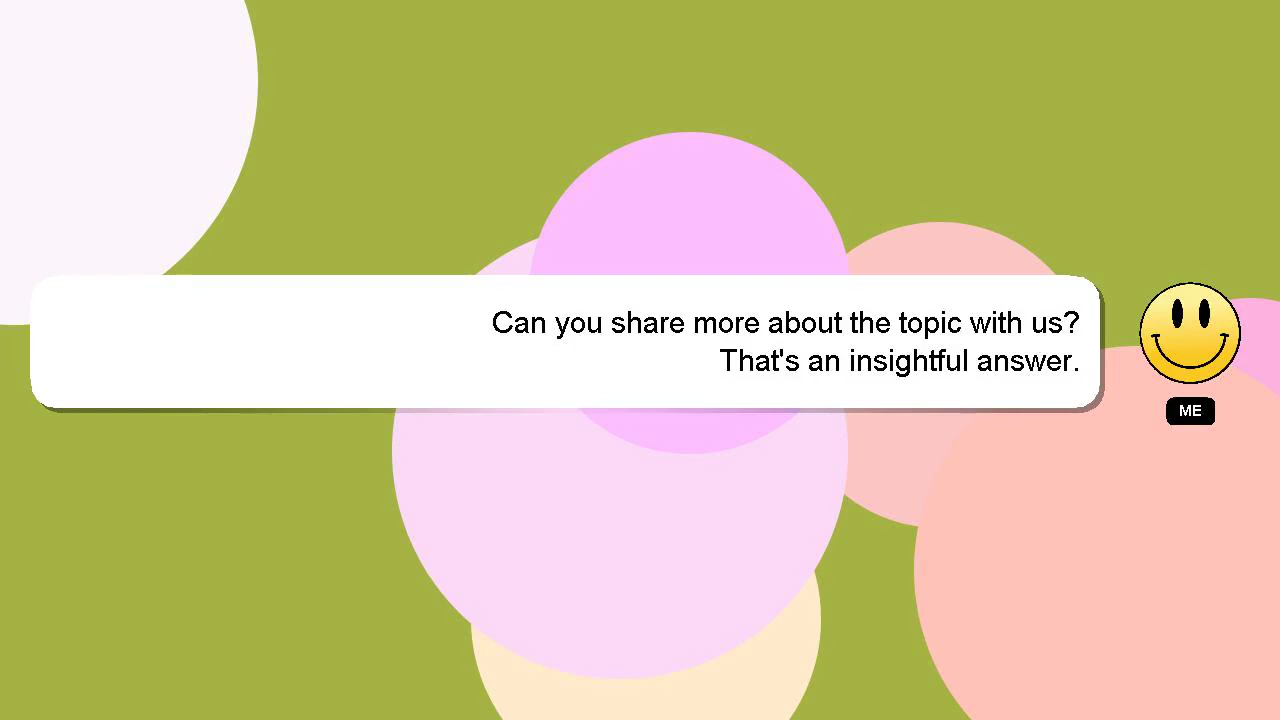 Can you share more about the topic with us?
That's an insightful answer.
ME